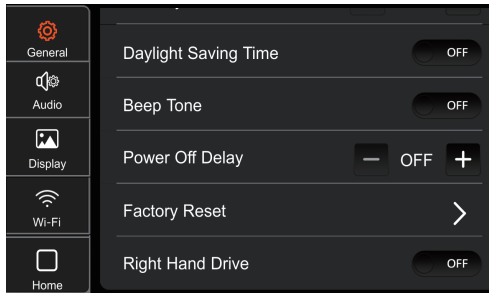 General
Audio
Display
Wi-Fi
Home
Daylight Saving Time OFF
Beep Tone OFF
Power Off Delay − OFF +
Factory Reset
Right Hand Drive OFF